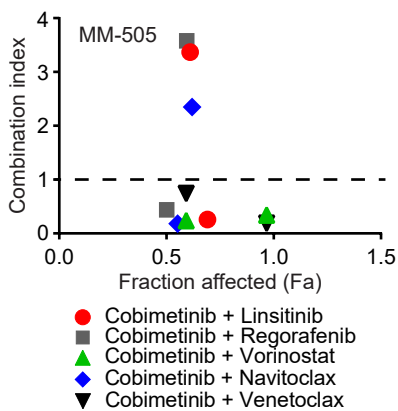 MM-505
Combination index
4
3
2
1
0
0.0 0.5 1.0 1.5
Fraction affected (Fa)
Cobimetinib + Linsitinib
Cobimetinib + Regorafenib
Cobimetinib + Vorinostat
Cobimetinib + Navitoclax
Cobimetinib + Venetoclax